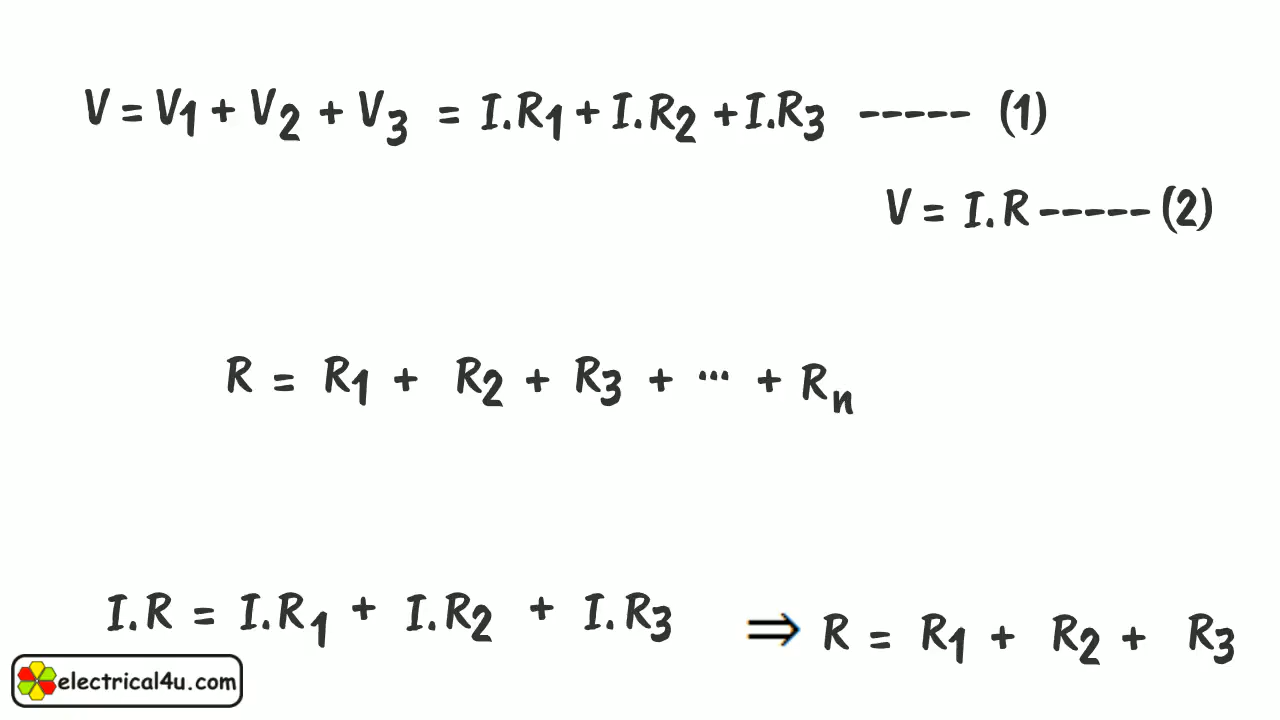 V = V1 + V2 + V3 = I.R1 + I.R2 + I.R3 ----- (1)
V = I.R ----- (2)
R = R1 + R2 + R3 + ... + Rn
I.R = I.R1 + I.R2 + I.R3 ⇒ R = R1 + R2 + R3
electrical4u.com